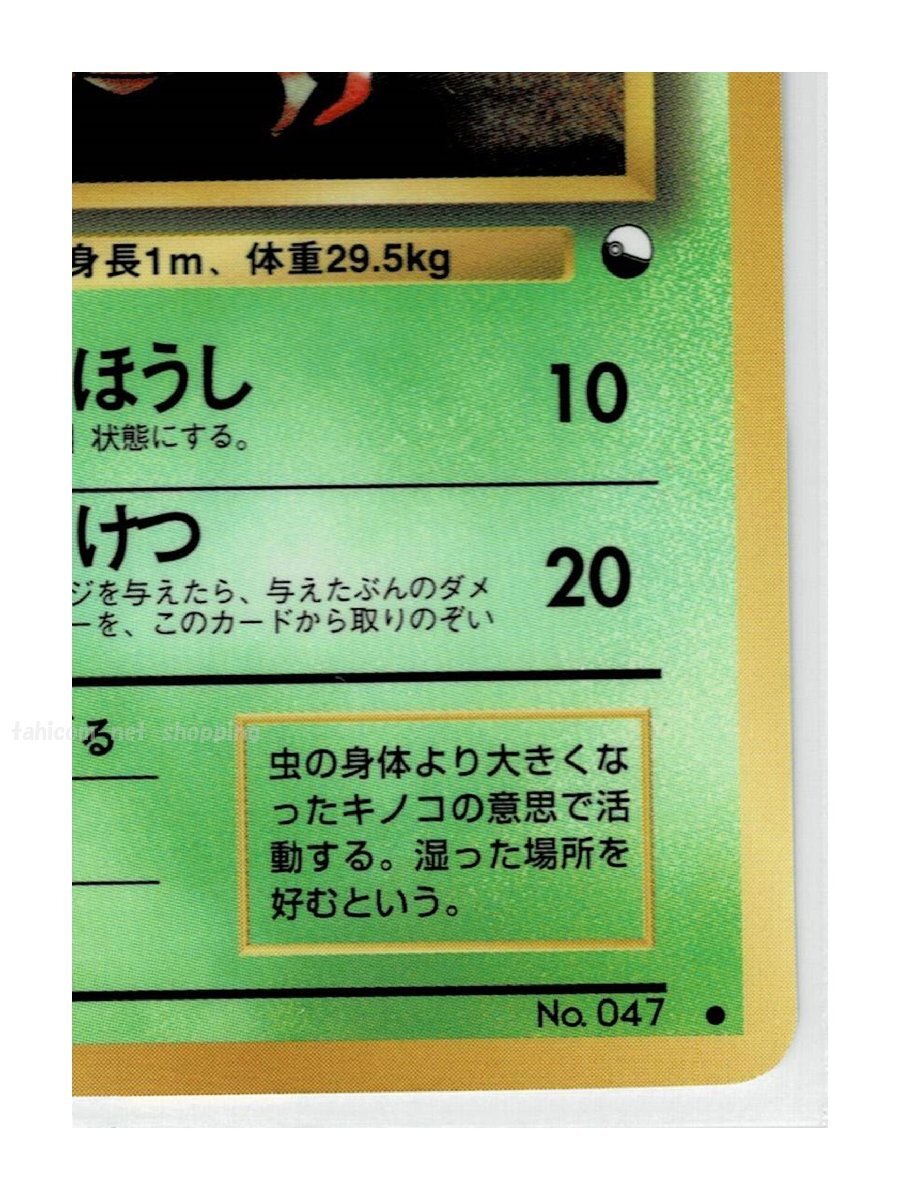 身長1m、体重29.5kg
ほうし
10
状態にする。
けつ
20
ジを与えたら、与えたぶんのダメ
ーを、このカードから取りのぞい
る
tahicoin net shopping
虫の身体より大きくな
ったキノコの意思で活
動する。湿った場所を
好むという。
No. 047